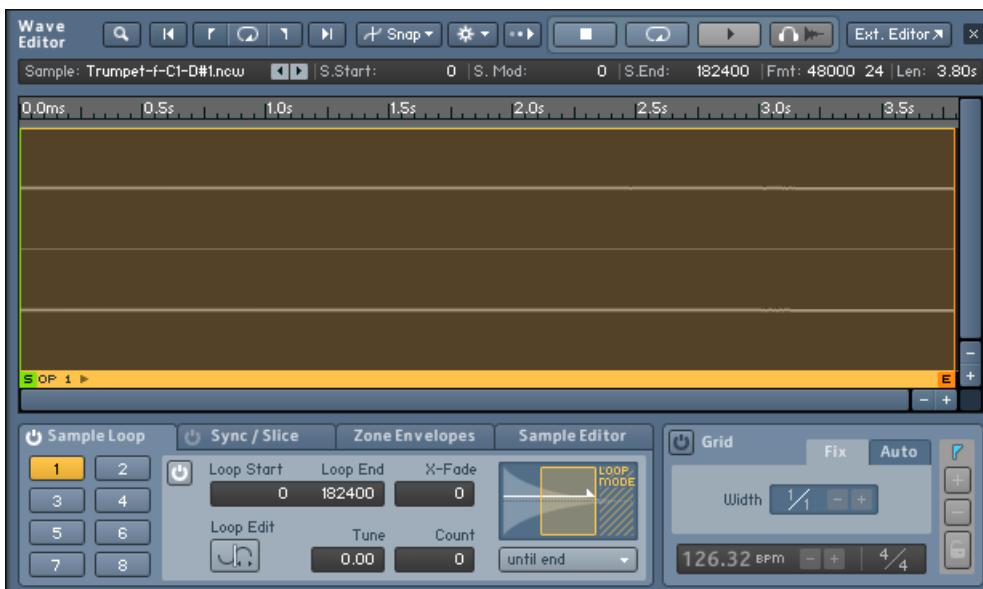 Wave Editor Snap Ext. Editor
Sample: Trumpet-f-C1-D#1.ncw S.Start: 0 S. Mod: 0 S.End: 182400 Fmt: 48000 24 Len: 3.80s
0.0ms 0.5s 1.0s 1.5s 2.0s 2.5s 3.0s 3.5s
S OP 1 E
- +
- +
Sample Loop Sync / Slice Zone Envelopes Sample Editor Grid Fix Auto
1 2 Loop Start Loop End X-Fade LOOP MODE
3 4 0 182400 0 Width 1/1 - +
5 6 Loop Edit Tune Count
7 8 0.00 0 until end 126.32 BPM - + 4/4
+
-